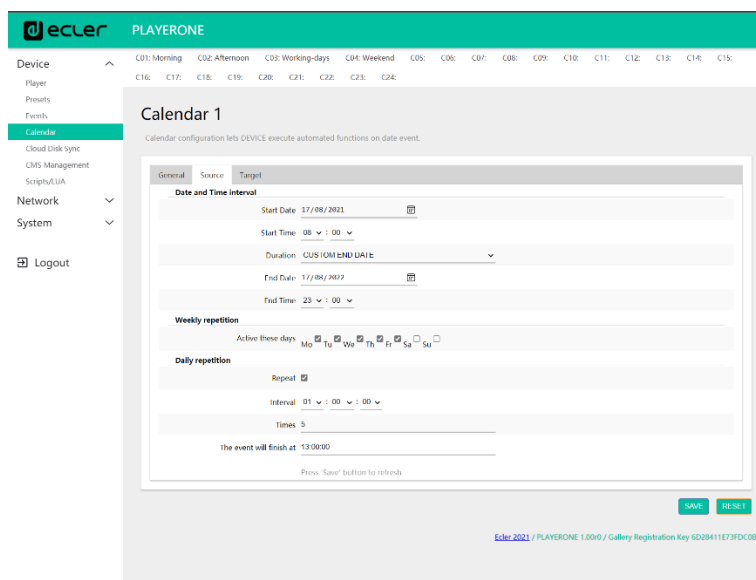 ecler PLAYERONE
Device
Player
Presets
Events
Calendar
Cloud Disk Sync
CMS Management
Scripts/LUA
Network
System
Logout
C01: Morning C02: Afternoon C03: Working-days C04: Weekend C05: C06: C07: C08: C09: C10: C11: C12: C13: C14: C15:
C16: C17: C18: C19: C20: C21: C22: C23: C24:
Calendar 1
Calendar configuration lets DEVICE execute automated functions on date event.
General Source Target
Date and Time interval
Start Date 17/08/2021
Start Time 08 : 00
Duration CUSTOM END DATE
End Date 17/08/2022
End Time 23 : 00
Weekly repetition
Active these days Mo Tu We Th Fr Sa Su
Daily repetition
Repeat
Interval 01 : 00 : 00
Times 5
The event will finish at 13:00:00
Press 'Save' button to refresh
SAVE RESET
Ecler 2021 / PLAYERONE 1.00r0 / Gallery Registration Key 6D28411E73FDC08